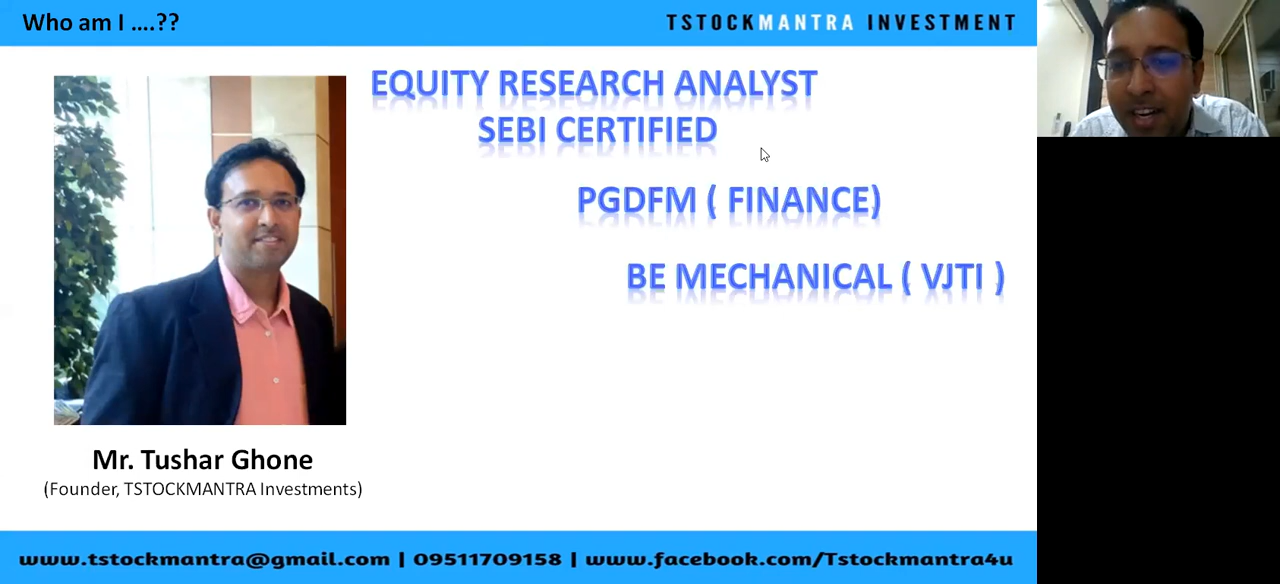 Who am I ....??
TSTOCKMANTRA INVESTMENT
EQUITY RESEARCH ANALYST
SEBI CERTIFIED
PGDFM ( FINANCE)
BE MECHANICAL ( VJTI )
Mr. Tushar Ghone
(Founder, TSTOCKMANTRA Investments)
www.tstockmantra@gmail.com | 09511709158 | www.facebook.com/Tstockmantra4u